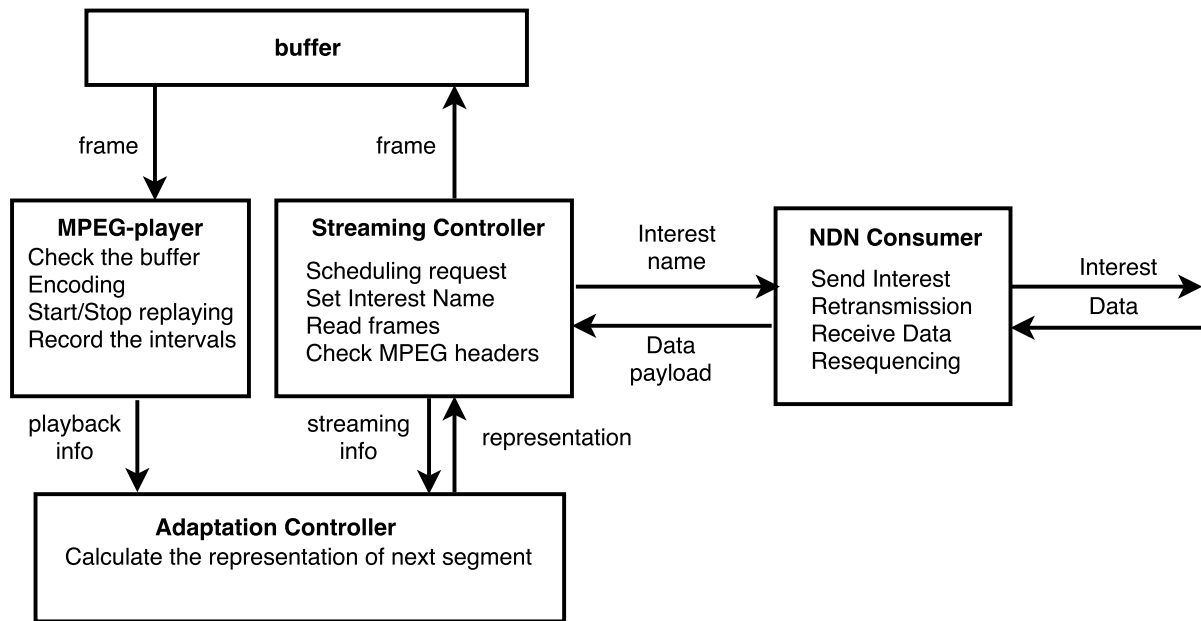 buffer
frame
frame
MPEG-player
Check the buffer
Encoding
Start/Stop replaying
Record the intervals
Streaming Controller
Scheduling request
Set Interest Name
Read frames
Check MPEG headers
Interest
name
Data
payload
NDN Consumer
Send Interest
Retransmission
Receive Data
Resequencing
Interest
Data
playback
info
streaming
info
representation
Adaptation Controller
Calculate the representation of next segment